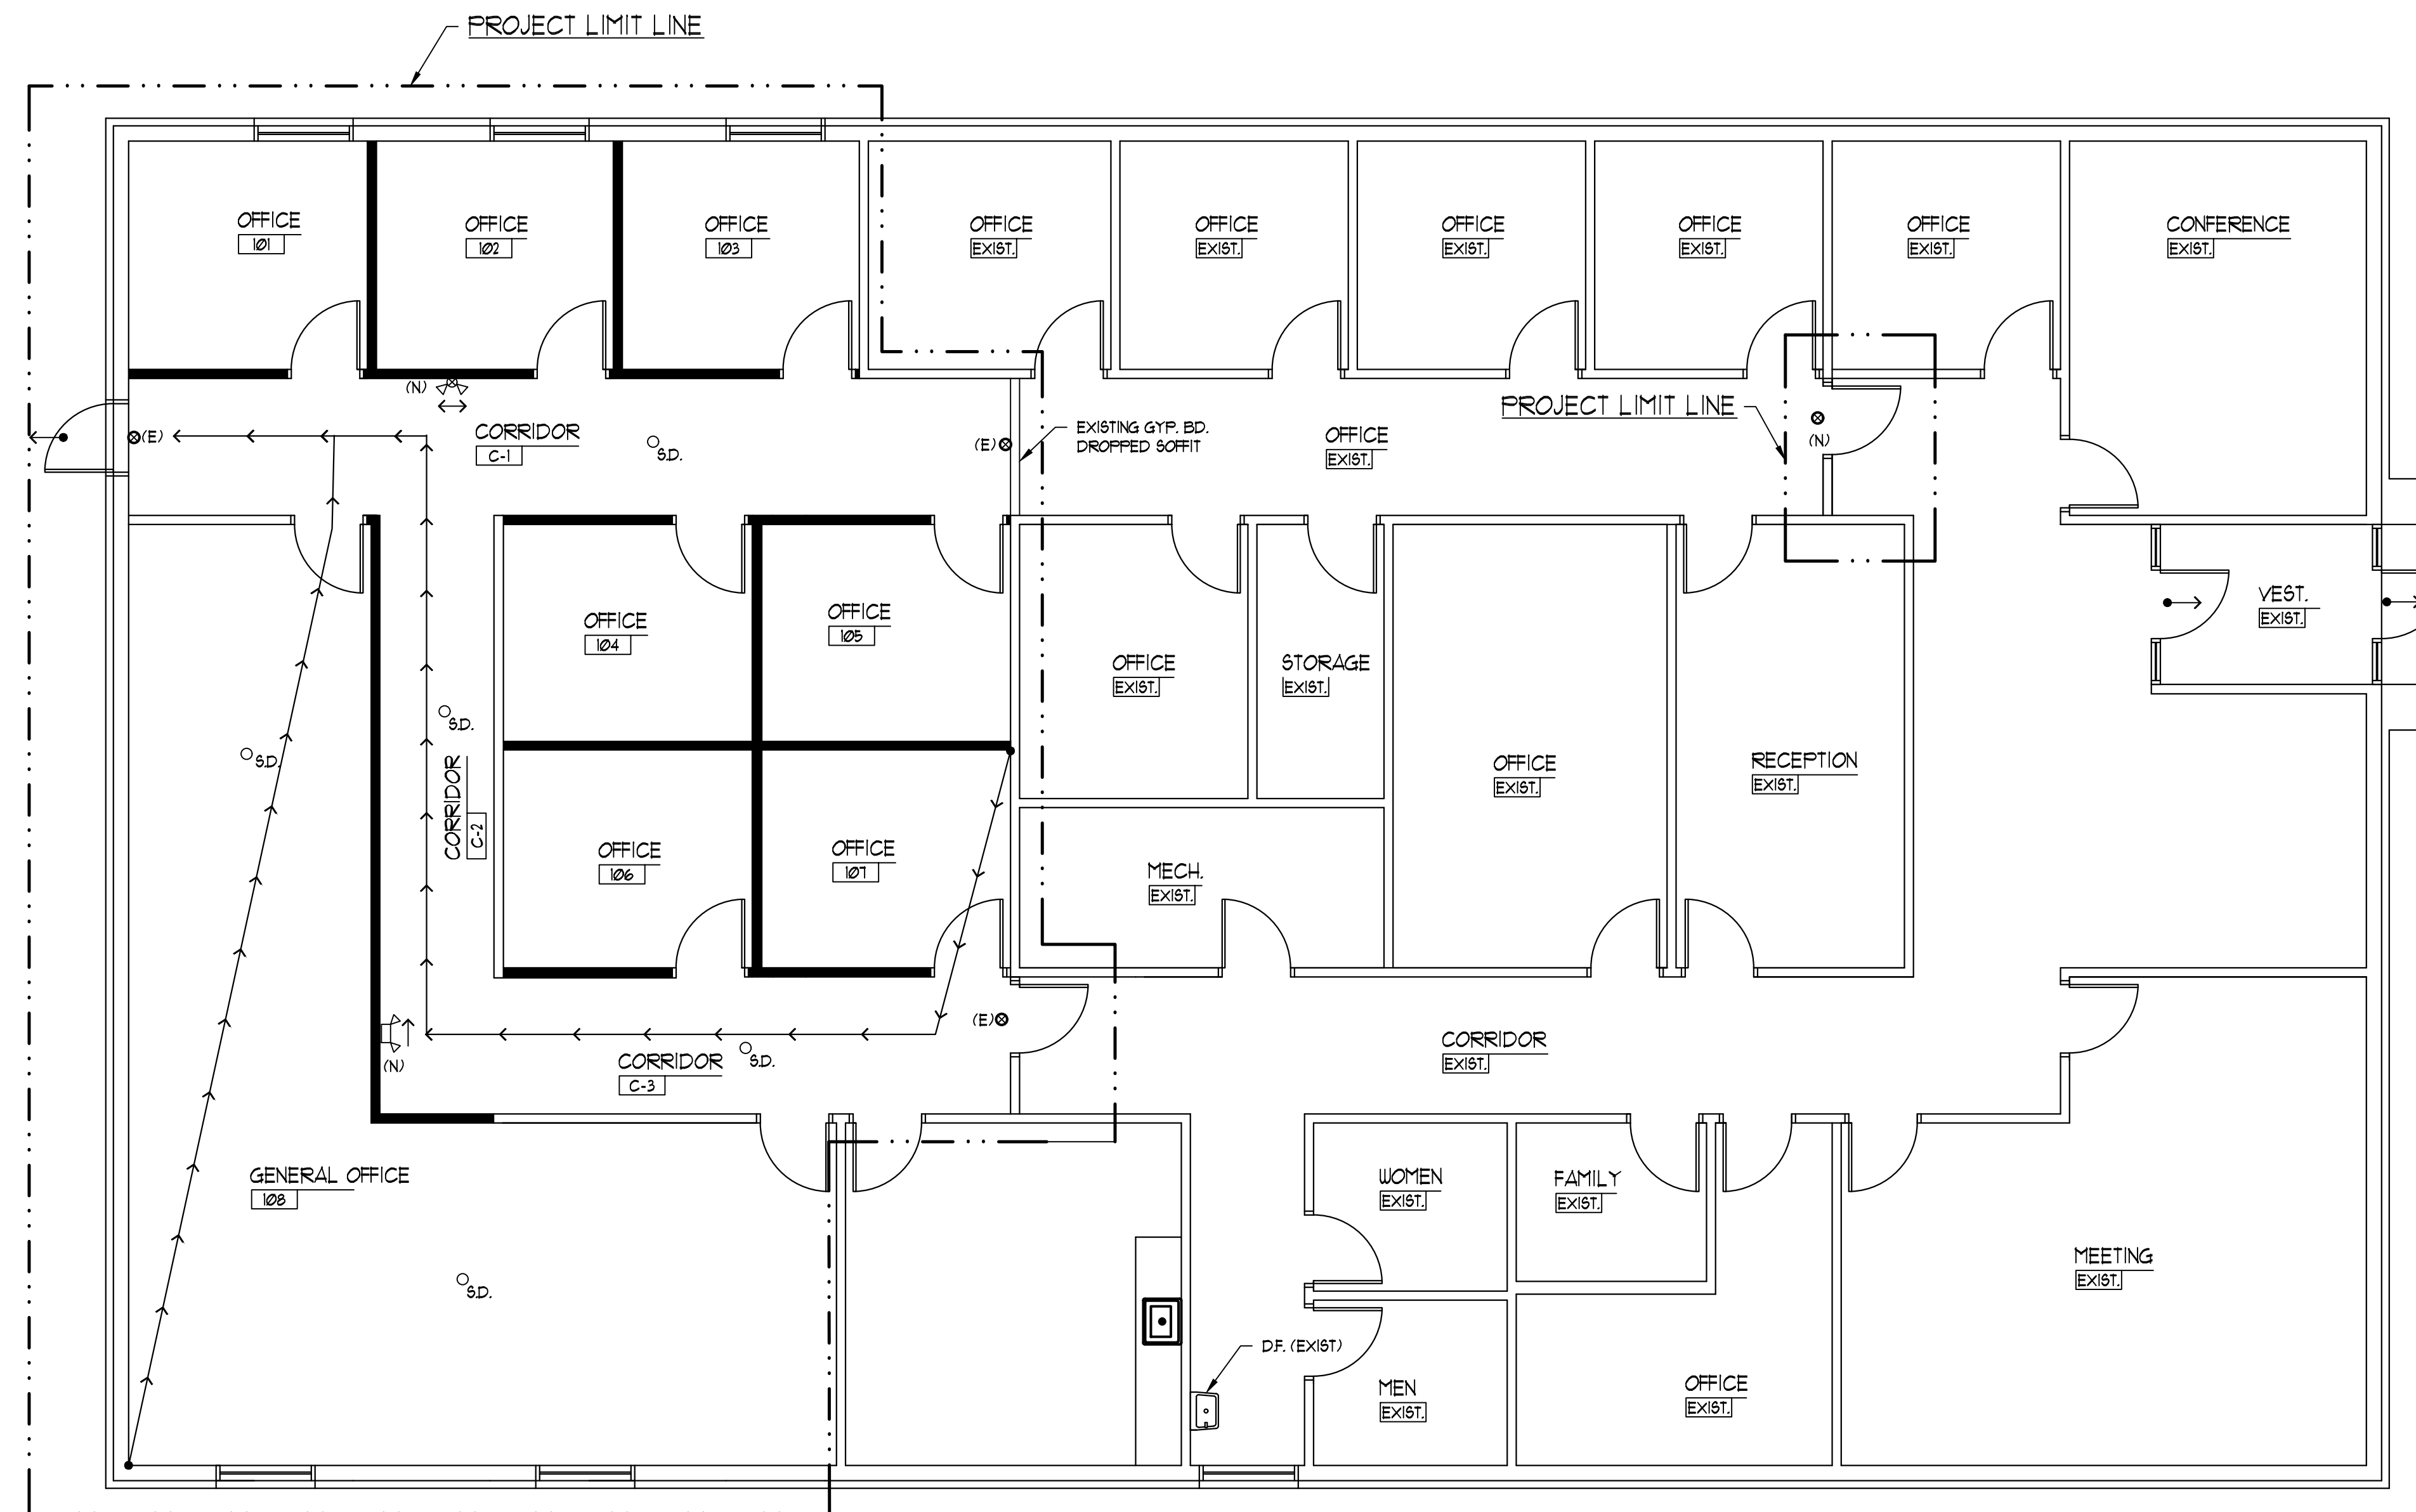 PROJECT LIMIT LINE
OFFICE
101
OFFICE
102
OFFICE
103
OFFICE
EXIST.
OFFICE
EXIST.
OFFICE
EXIST.
OFFICE
EXIST.
OFFICE
EXIST.
CONFERENCE
EXIST.
(N)
(E)
CORRIDOR
C-1
S.D.
(E)
EXISTING GYP. BD.
DROPPED SOFFIT
OFFICE
EXIST.
PROJECT LIMIT LINE
(N)
OFFICE
104
OFFICE
105
OFFICE
EXIST.
STORAGE
EXIST.
VEST.
EXIST.
S.D.
S.D.
CORRIDOR
C-2
OFFICE
EXIST.
RECEPTION
EXIST.
OFFICE
106
OFFICE
107
MECH.
EXIST.
(E)
(N)
CORRIDOR
C-3
S.D.
CORRIDOR
EXIST.
GENERAL OFFICE
108
WOMEN
EXIST.
FAMILY
EXIST.
MEETING
EXIST.
S.D.
D.F. (EXIST)
MEN
EXIST.
OFFICE
EXIST.